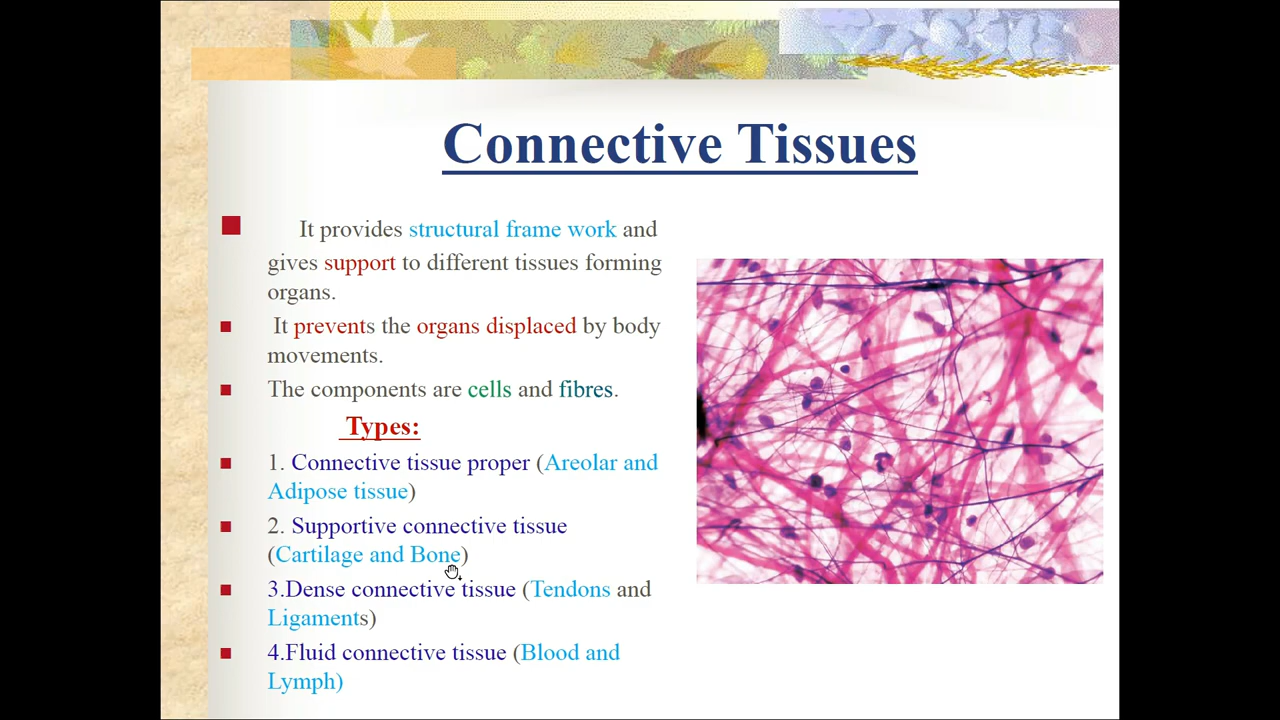 Connective Tissues
It provides structural frame work and
gives support to different tissues forming
organs.
It prevents the organs displaced by body
movements.
The components are cells and fibres.
Types:
1. Connective tissue proper (Areolar and
Adipose tissue)
2. Supportive connective tissue
(Cartilage and Bone)
3.Dense connective tissue (Tendons and
Ligaments)
4.Fluid connective tissue (Blood and
Lymph)